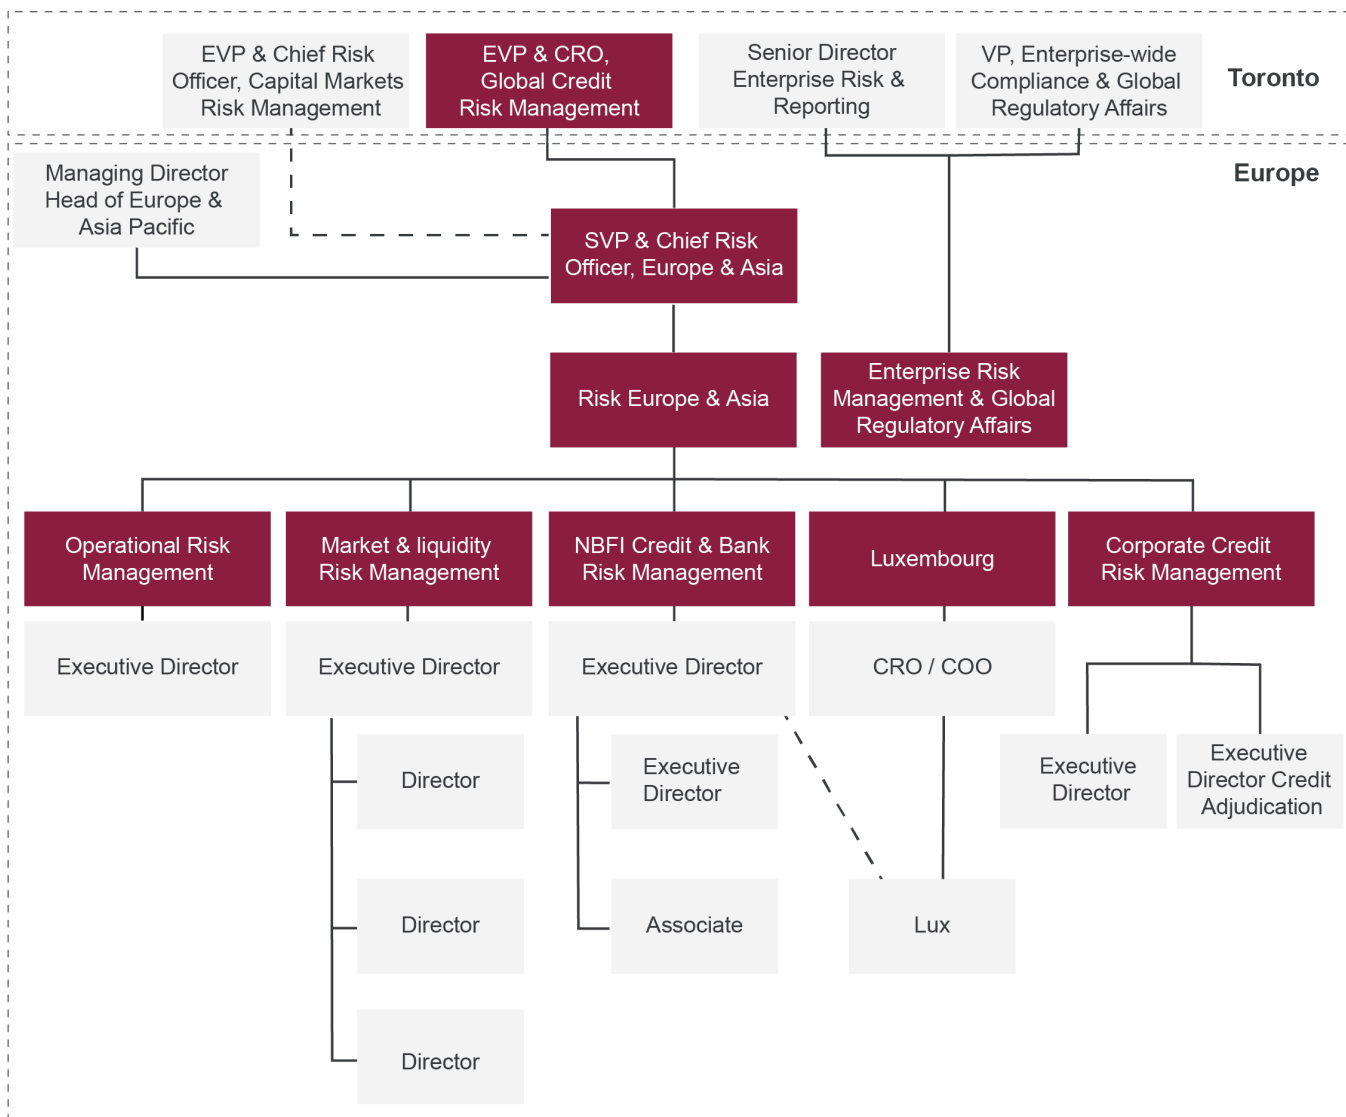 EVP & Chief Risk
Officer, Capital Markets
Risk Management
EVP & CRO,
Global Credit
Risk Management
Senior Director
Enterprise Risk &
Reporting
VP, Enterprise-wide
Compliance & Global
Regulatory Affairs
Toronto
Managing Director
Head of Europe &
Asia Pacific
Europe
SVP & Chief Risk
Officer, Europe & Asia
Risk Europe & Asia
Enterprise Risk
Management & Global
Regulatory Affairs
Operational Risk
Management
Market & liquidity
Risk Management
NBFI Credit & Bank
Risk Management
Luxembourg
Corporate Credit
Risk Management
Executive Director
Executive Director
Executive Director
CRO / COO
Director
Executive
Director
Executive
Director
Executive
Director Credit
Adjudication
Director
Associate
Lux
Director